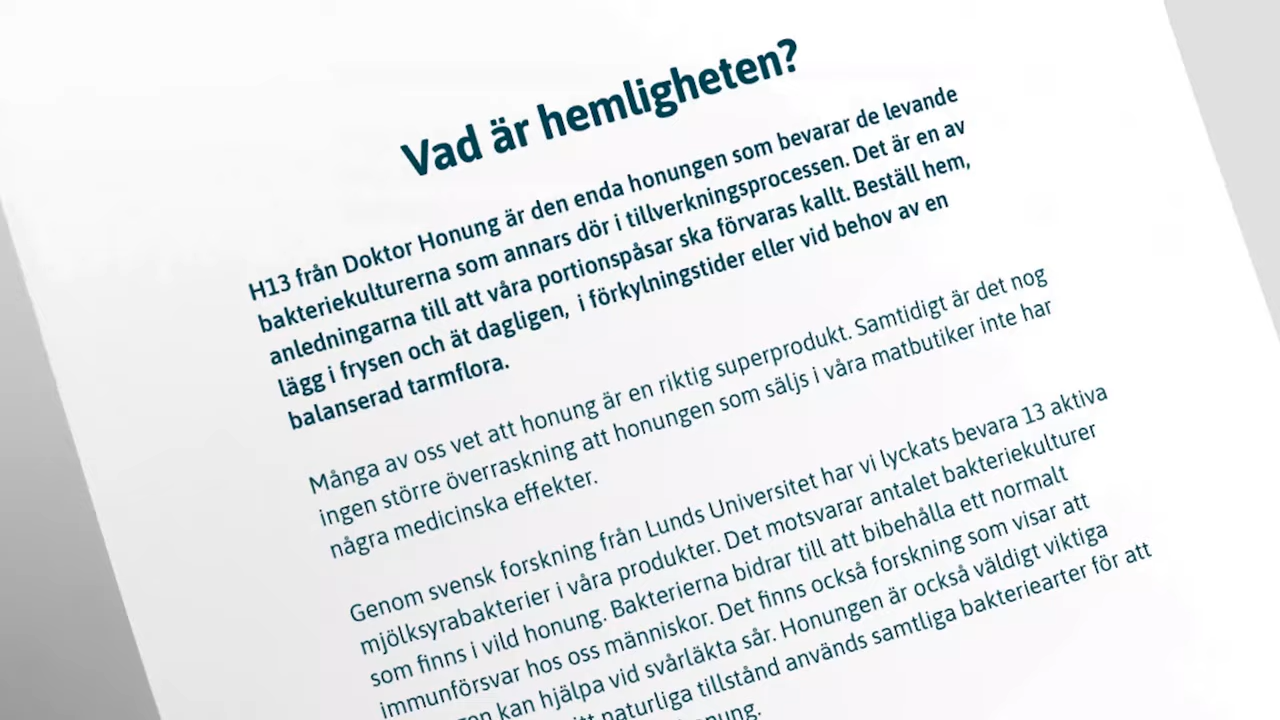 Vad är hemligheten?
H13 från Doktor Honung är den enda honungen som bevarar de levande
bakteriekulturerna som annars dör i tillverkningsprocessen. Det är en av
anledningarna till att våra portionspåsar ska förvaras kallt. Beställ hem,
lägg i frysen och ät dagligen, i förkylningstider eller vid behov av en
balanserad tarmflora.
Många av oss vet att honung är en riktig superprodukt. Samtidigt är det nog
ingen större överraskning att honungen som säljs i våra matbutiker inte har
några medicinska effekter.
Genom svensk forskning från Lunds Universitet har vi lyckats bevara 13 aktiva
mjölksyrabakterier i våra produkter. Det motsvarar antalet bakteriekulturer
som finns i vild honung. Bakterierna bidrar till att bibehålla ett normalt
immunförsvar hos oss människor. Det finns också forskning som visar att
kan hjälpa vid svårläkta sår. Honungen är också väldigt viktiga
naturliga tillstånd används samtliga bakteriearter för att